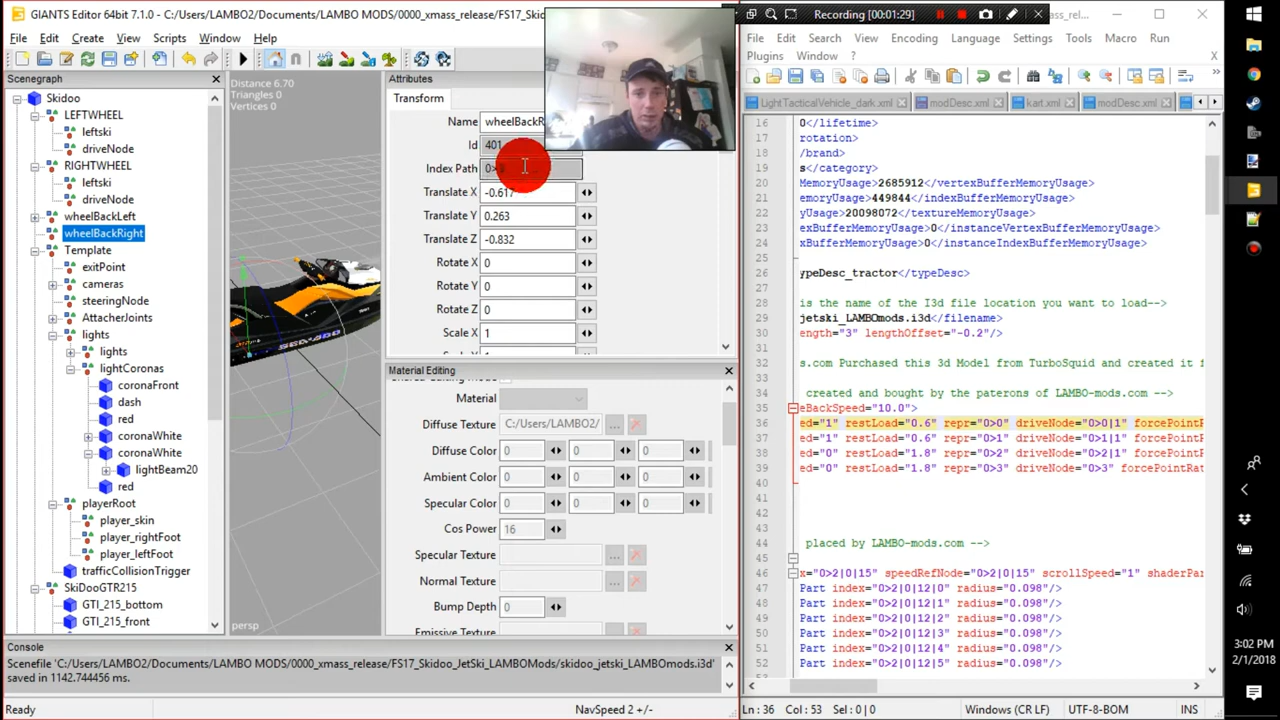 GIANTS Editor 64bit 7.1.0 - C:/Users/LAMBO2/Documents/LAMBO MODS/0000_xmass_release/FS17_Skido
Recording [00:01:29]
s_rel...
File Edit Create View Scripts Window Help
File Edit Search View Encoding Language Settings Tools Macro Run
Plugins Window ? X
Scenegraph
Skidoo
LEFTWHEEL
leftski
driveNode
RIGHTWHEEL
leftski
driveNode
wheelBackLeft
wheelBackRight
Template
exitPoint
cameras
steeringNode
AttacherJoints
lights
lights
lightCoronas
coronaFront
dash
red
coronaWhite
coronaWhite
lightBeam20
red
playerRoot
player_skin
player_rightFoot
player_leftFoot
trafficCollisionTrigger
SkiDooGTR215
GTI_215_bottom
GTI_215_front
Distance 6.70
Triangles 0
Vertices 0
persp
Attributes
Transform
Name wheelBackR
Id 401
Index Path 0>
Translate X -0.617
Translate Y 0.263
Translate Z -0.832
Rotate X 0
Rotate Y 0
Rotate Z 0
Scale X 1
Material Editing
Material
Diffuse Texture C:/Users/LAMBO2/ ...
Diffuse Color 0 0 0
Ambient Color 0 0 0
Specular Color 0 0 0
Cos Power 16
Specular Texture ...
Normal Texture ...
Bump Depth 0
Emissive Texture
LightTacticalVehicle_dark.xml modDesc.xml kart.xml modDesc.xml
16 0</lifetime>
17 rotation>
18 /brand>
19 s</category>
20 MemoryUsage>2685912</vertexBufferMemoryUsage>
21 emoryUsage>449844</indexBufferMemoryUsage>
22 yUsage>20098072</textureMemoryUsage>
23 exBufferMemoryUsage>0</instanceVertexBufferMemoryUsage>
24 xBufferMemoryUsage>0</instanceIndexBufferMemoryUsage>
25
26 ypeDesc_tractor</typeDesc>
27
28 is the name of the I3d file location you want to load-->
29 jetski_LAMBOmods.i3d</filename>
30 ength="3" lengthOffset="-0.2"/>
31
32 s.com Purchased this 3d Model from TurboSquid and created it f
33
34 created and bought by the paterons of LAMBO-mods.com -->
35 eBackSpeed="10.0">
36 ed="1" restLoad="0.6" repr="0>0" driveNode="0>0|1" forcePointR
37 ed="1" restLoad="0.6" repr="0>1" driveNode="0>1|1" forcePointR
38 ed="0" restLoad="1.8" repr="0>2" driveNode="0>2|1" forcePointR
39 ed="0" restLoad="1.8" repr="0>3" driveNode="0>3" forcePointRat
40
41
42
43
44 placed by LAMBO-mods.com -->
45
46 x="0>2|0|15" speedRefNode="0>2|0|15" scrollSpeed="1" shaderPar
47 Part index="0>2|0|12|0" radius="0.098"/>
48 Part index="0>2|0|12|1" radius="0.098"/>
49 Part index="0>2|0|12|2" radius="0.098"/>
50 Part index="0>2|0|12|3" radius="0.098"/>
51 Part index="0>2|0|12|4" radius="0.098"/>
52 Part index="0>2|0|12|5" radius="0.098"/>
Console
Scenefile 'C:/Users/LAMBO2/Documents/LAMBO MODS/0000_xmass_release/FS17_Skidoo_JetSki_LAMBOMods/skidoo_jetski_LAMBOmods.i3d'
saved in 1142.744456 ms.
Ready NavSpeed 2 +/-
Ln : 36 Col : 53 Sel : 0 | 0 Windows (CR LF) UTF-8-BOM INS
3:02 PM
2/1/2018